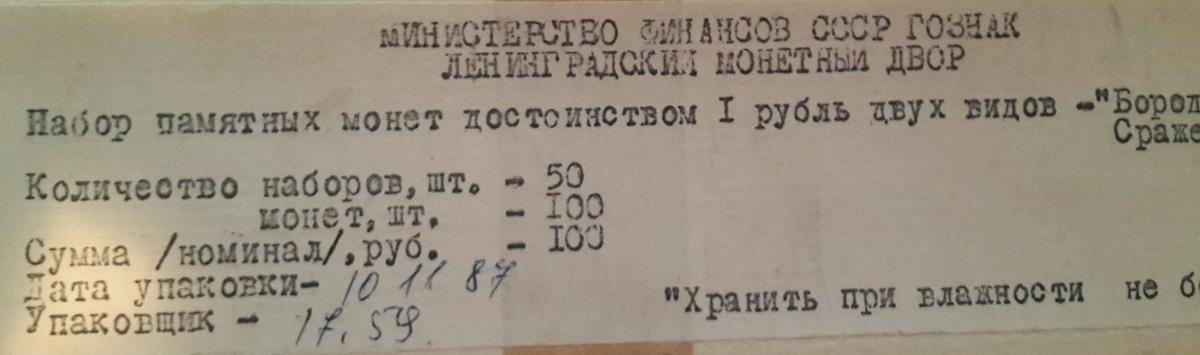 МИНИСТЕРСТВО ФИНАНСОВ СССР ГОЗНАК
ЛЕНИНГРАДСКИЙ МОНЕТНЫЙ ДВОР
Набор памятных монет достоинством I рубль двух видов -"Бород
Сраже
Количество наборов, шт. - 50
монет, шт. - 100
Сумма /номинал/, руб. - 100
Дата упаковки- 10 11 87
Упаковщик - 17, 59
"Хранить при влажности не бо